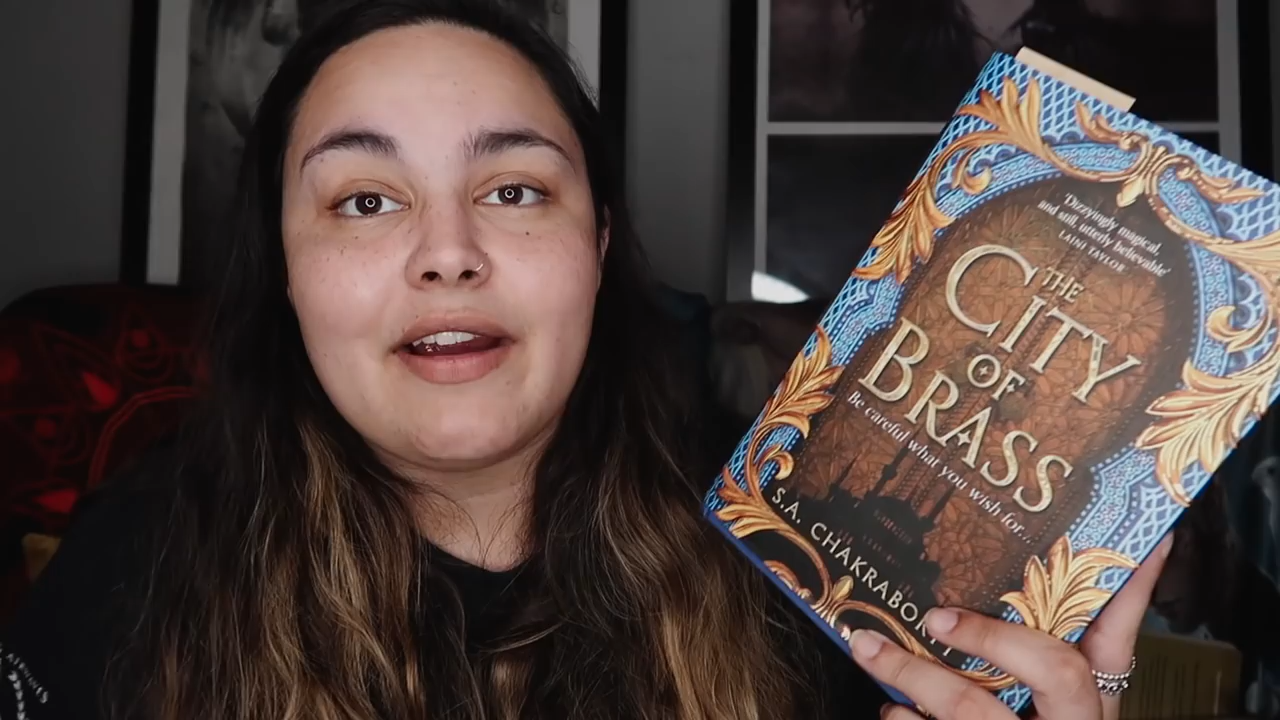 'Dizzyingly magical,
and still, utterly believable'
LAINI TAYLOR
THE
CITY
OF
BRASS
Be careful what you wish for...
S.A. CHAKRABORTY